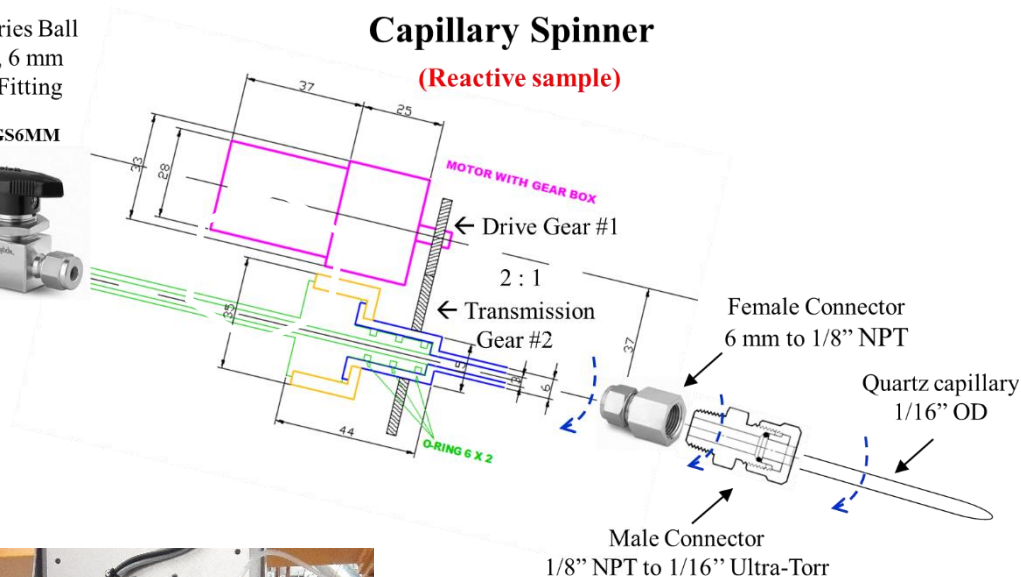 Capillary Spinner
(Reactive sample)
ries Ball
, 6 mm
Fitting
GS6MM
37
25
33
28
MOTOR WITH GEAR BOX
← Drive Gear #1
2 : 1
← Transmission
Gear #2
35
37
6
44
O-RING 6 X 2
Female Connector
6 mm to 1/8” NPT
Quartz capillary
1/16” OD
Male Connector
1/8” NPT to 1/16’’ Ultra-Torr